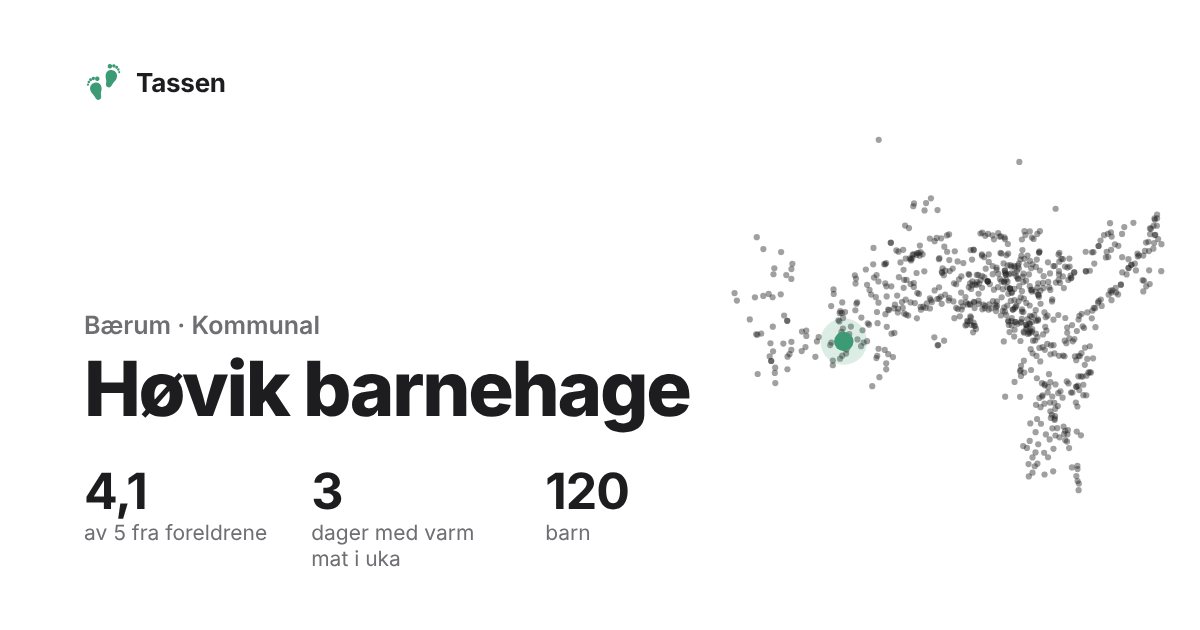 Tassen
Bærum · Kommunal
Høvik barnehage
4,1
av 5 fra foreldrene
3
dager med varm
mat i uka
120
barn